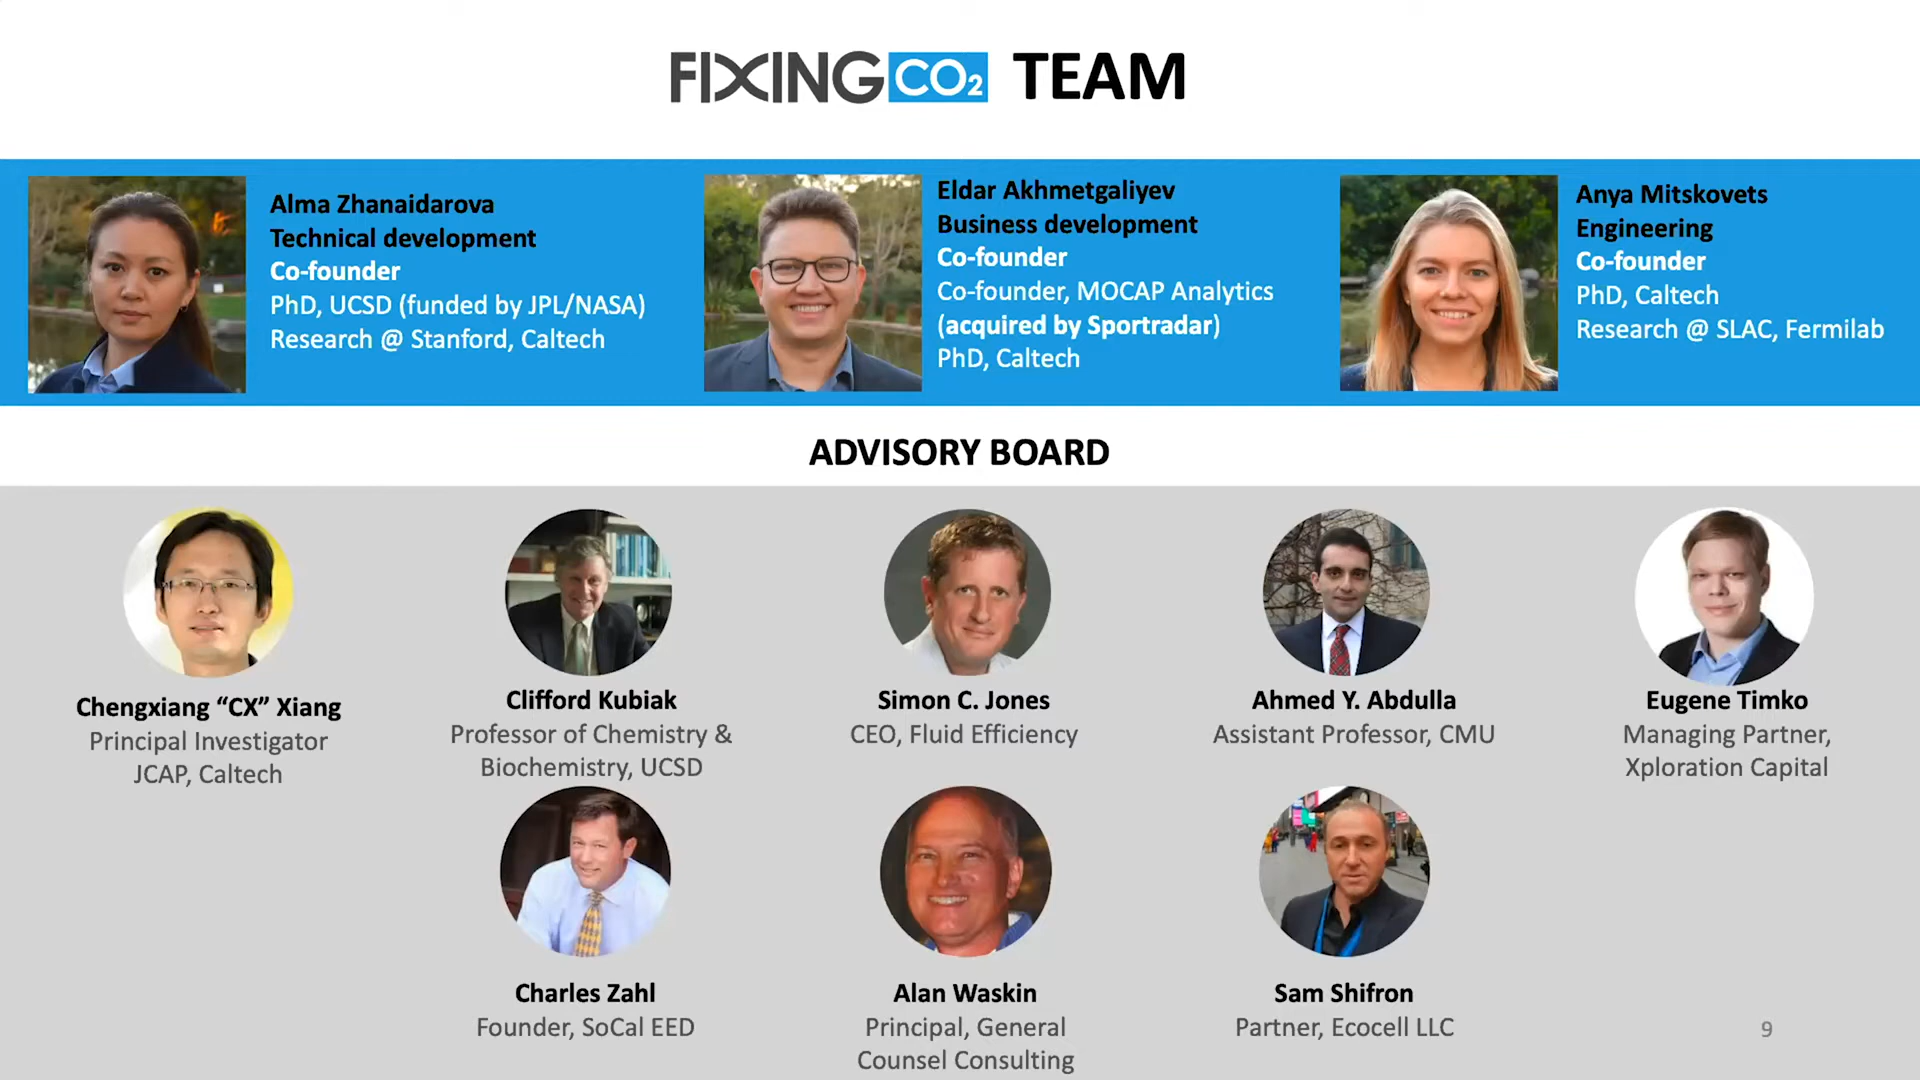 FIXING CO₂ TEAM
Alma Zhanaidarova
Technical development
Co-founder
PhD, UCSD (funded by JPL/NASA)
Research @ Stanford, Caltech
Eldar Akhmetgaliyev
Business development
Co-founder
Co-founder, MOCAP Analytics
(acquired by Sportradar)
PhD, Caltech
Anya Mitskovets
Engineering
Co-founder
PhD, Caltech
Research @ SLAC, Fermilab
ADVISORY BOARD
Chengxiang “CX” Xiang
Principal Investigator
JCAP, Caltech
Clifford Kubiak
Professor of Chemistry &
Biochemistry, UCSD
Simon C. Jones
CEO, Fluid Efficiency
Ahmed Y. Abdulla
Assistant Professor, CMU
Eugene Timko
Managing Partner,
Xploration Capital
Charles Zahl
Founder, SoCal EED
Alan Waskin
Principal, General
Counsel Consulting
Sam Shifron
Partner, Ecocell LLC
9